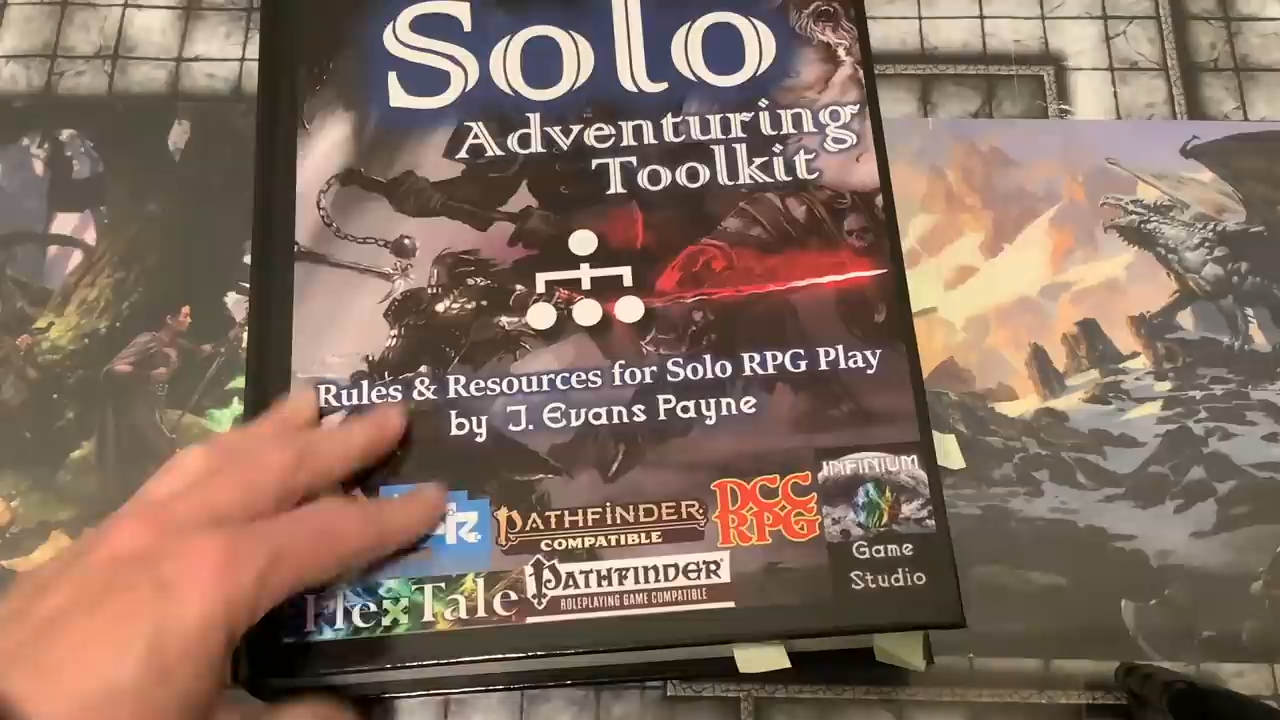 Solo
Adventuring
Toolkit
Rules & Resources for Solo RPG Play
by J. Evans Payne
PATHFINDER
COMPATIBLE
DCC
RPG
INFINIUM
Game
Studio
FlexTale
PATHFINDER
ROLEPLAYING GAME COMPATIBLE